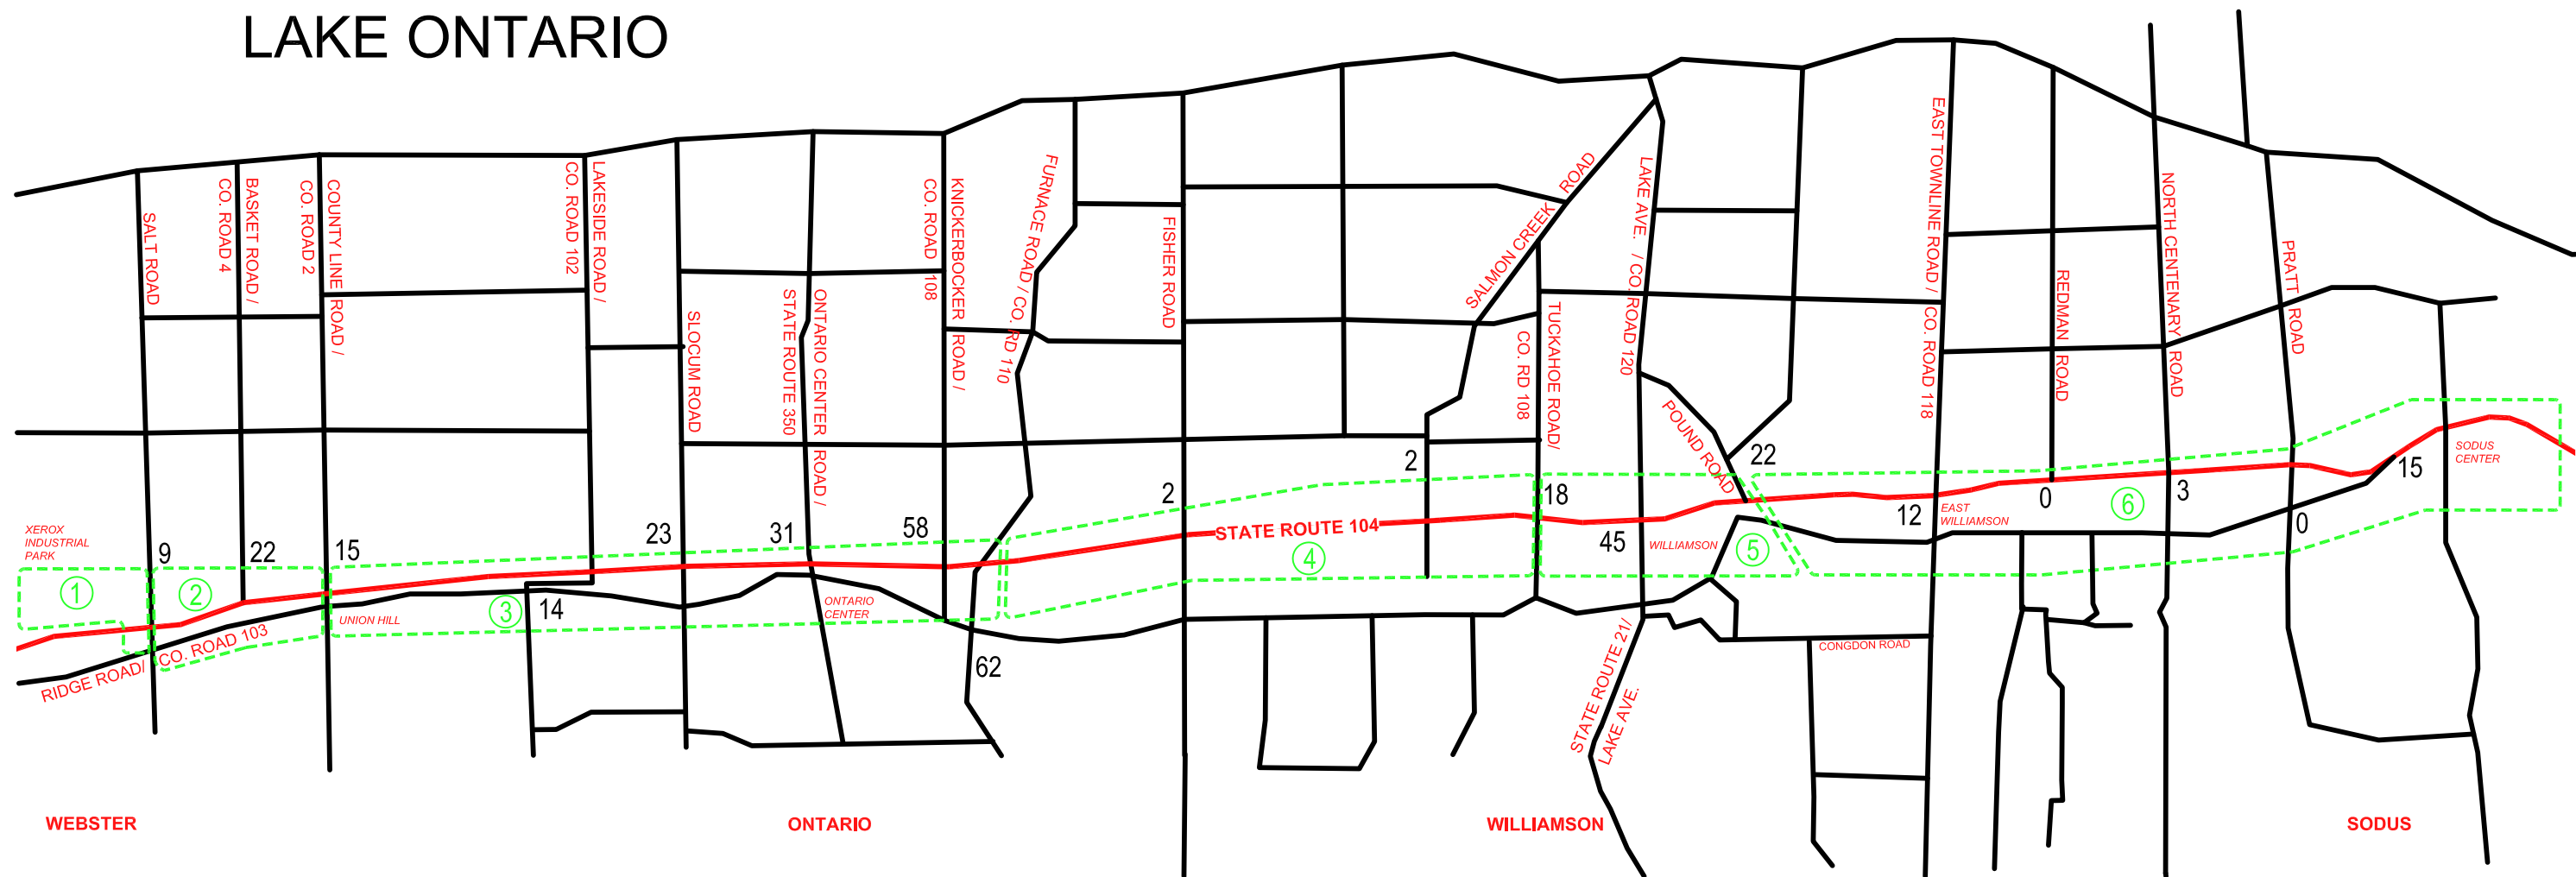 LAKE ONTARIO
SALT ROAD
CO. ROAD 4
BASKET ROAD /
CO. ROAD 2
COUNTY LINE ROAD /
CO. ROAD 102
LAKESIDE ROAD /
SLOCUM ROAD
STATE ROUTE 350
ONTARIO CENTER ROAD /
CO. ROAD 108
KNICKERBOCKER ROAD /
FURNACE ROAD / CO. RD 110
FISHER ROAD
SALMON CREEK ROAD
CO. RD 108
TUCKAHOE ROAD/
LAKE AVE. / CO. ROAD 120
POUND ROAD
EAST TOWNLINE ROAD / CO. ROAD 118
REDMAN ROAD
NORTH CENTENARY ROAD
PRATT ROAD
XEROX
INDUSTRIAL
PARK
9
22
15
23
31
58
2
2
18
45
22
12
0
3
0
15
SODUS
CENTER
EAST
WILLIAMSON
STATE ROUTE 104
WILLIAMSON
1
2
3
4
5
6
14
62
UNION HILL
ONTARIO
CENTER
RIDGE ROAD/ CO. ROAD 103
CONGDON ROAD
STATE ROUTE 21/
LAKE AVE.
WEBSTER
ONTARIO
WILLIAMSON
SODUS